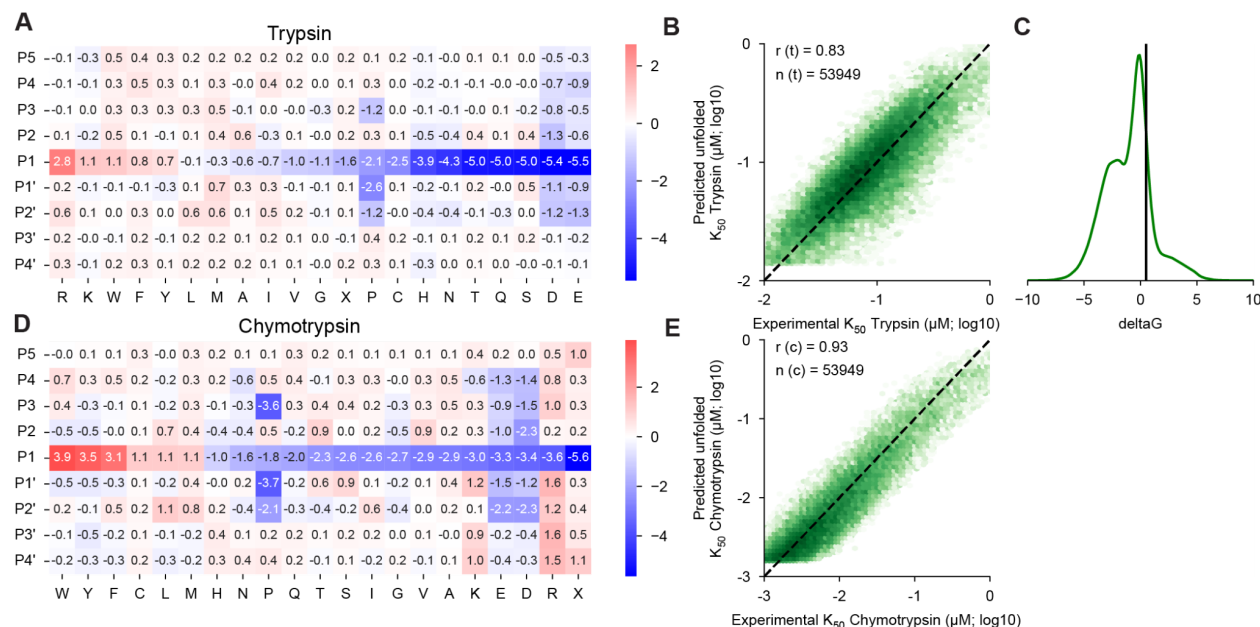 A
Trypsin
P5 -0.1 -0.3 0.5 0.4 0.3 0.2 0.2 0.2 0.2 0.2 0.0 0.2 0.1 0.2 -0.1 -0.0 0.1 0.1 0.1 -0.5 -0.3
P4 -0.1 -0.1 0.3 0.5 0.3 0.1 0.2 -0.0 0.4 0.2 -0.1 0.1 0.3 0.0 -0.2 -0.2 0.1 -0.1 0.0 -0.7 -0.9
P3 -0.1 0.0 0.3 0.2 0.3 0.3 0.5 -0.1 0.0 -0.0 -0.3 0.2 -1.2 0.0 -0.2 -0.1 -0.0 0.1 -0.2 -0.8 -0.5
P2 0.1 -0.2 0.5 0.1 0.0 0.1 0.4 0.6 -0.3 0.1 -0.0 0.2 0.3 0.1 -0.5 -0.4 0.4 0.1 0.4 -1.3 -0.6
P1 2.8 1.1 1.1 0.8 0.7 -0.1 -0.3 -0.6 -0.7 -1.0 -1.1 -1.6 -2.1 -2.5 -3.9 -4.3 -5.0 -5.0 -5.0 -5.4 -5.5
P1' 0.2 -0.1 -0.1 -0.1 -0.3 0.1 0.7 0.3 0.3 -0.1 -0.1 0.1 -2.6 0.1 -0.2 -0.1 0.2 -0.0 0.5 -1.1 -0.9
P2' 0.6 0.1 0.0 0.3 0.0 0.6 0.6 0.1 0.5 0.2 -0.1 0.1 -1.2 -0.0 -0.4 -0.4 -0.1 -0.3 0.0 -1.2 -1.3
P3' 0.2 -0.0 0.2 0.1 0.2 0.1 0.2 0.1 0.2 0.1 0.0 -0.1 0.4 0.2 -0.1 0.1 0.2 0.1 0.2 -0.1 -0.2
P4' 0.3 -0.1 0.2 0.3 0.1 0.2 0.2 0.1 0.2 0.1 0.1 -0.0 0.2 0.3 0.1 -0.3 0.0 0.1 0.0 -0.0 -0.1
R K W F Y L M A I V G X P C H N T Q S D E
2
0
−2
−4
B
r (t) = 0.83
n (t) = 53949
Predicted unfolded
K50 Trypsin (μM; log10)
0
-1
-2
-2 -1 0
Experimental K50 Trypsin (μM; log10)
C
−10 −5 0 5 10
deltaG
D
Chymotrypsin
P5 -0.0 0.1 0.1 0.3 -0.0 0.3 0.2 0.1 0.1 0.3 0.2 0.1 0.1 0.1 0.1 0.1 0.4 0.2 0.0 0.5 1.0
P4 0.7 0.3 0.5 0.2 -0.2 0.3 0.2 -0.6 0.5 0.4 -0.1 0.3 0.3 -0.0 0.4 0.5 -0.6 -1.3 -1.4 0.8 0.3
P3 0.4 -0.3 -0.1 0.1 -0.2 0.3 -0.1 -0.3 -3.6 0.3 0.4 0.4 0.2 -0.3 0.3 0.5 0.3 -0.9 -1.5 1.0 0.3
P2 -0.5 -0.5 -0.0 0.1 0.7 0.4 -0.4 -0.4 0.5 -0.2 0.9 0.0 0.2 -0.5 0.9 0.2 0.3 -1.0 -2.3 0.2 0.2
P1 3.9 3.5 3.1 1.1 1.1 1.1 -1.0 -1.6 -1.8 -2.0 -2.3 -2.6 -2.6 -2.7 -2.9 -2.9 -3.0 -3.3 -3.4 -3.6 -5.6
P1' -0.5 -0.5 -0.3 0.1 -0.2 0.4 -0.0 0.2 -3.7 -0.2 0.6 0.9 0.1 -0.1 0.2 0.4 1.2 -1.5 -1.2 1.6 0.3
P2' 0.2 -0.1 0.5 0.2 1.1 0.8 0.2 -0.4 -2.1 -0.3 -0.4 -0.2 0.6 -0.4 0.0 0.2 0.1 -2.2 -2.3 1.2 0.4
P3' -0.1 -0.5 -0.2 0.1 -0.1 -0.2 0.4 0.1 0.2 0.2 0.2 0.1 0.1 0.2 0.1 -0.0 0.9 -0.2 -0.4 1.6 0.5
P4' -0.2 -0.3 -0.3 0.2 -0.3 -0.2 0.3 0.4 0.4 0.2 -0.1 0.1 -0.2 0.2 -0.1 0.1 1.0 -0.4 -0.3 1.5 1.1
W Y F C L M H N P Q T S I G V A K E D R X
2
0
−2
−4
E
r (c) = 0.93
n (c) = 53949
Predicted unfolded
K50 Chymotrypsin (μM; log10)
0
-1
-2
-3
-3 -2 -1 0
Experimental K50 Chymotrypsin (μM; log10)